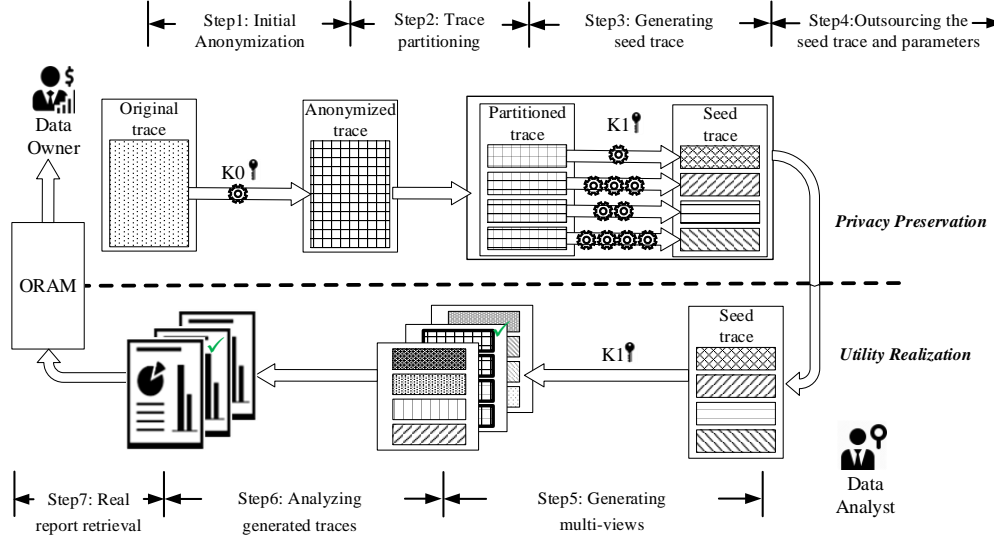 Step1: Initial
Anonymization
Step2: Trace
partitioning
Step3: Generating
seed trace
Step4:Outsourcing the
seed trace and parameters
$
Data
Owner
Original
trace
K0
Anonymized
trace
Partitioned
trace
K1
Seed
trace
Privacy Preservation
ORAM
Utility Realization
K1
Seed
trace
Data
Analyst
Step7: Real
report retrieval
Step6: Analyzing
generated traces
Step5: Generating
multi-views